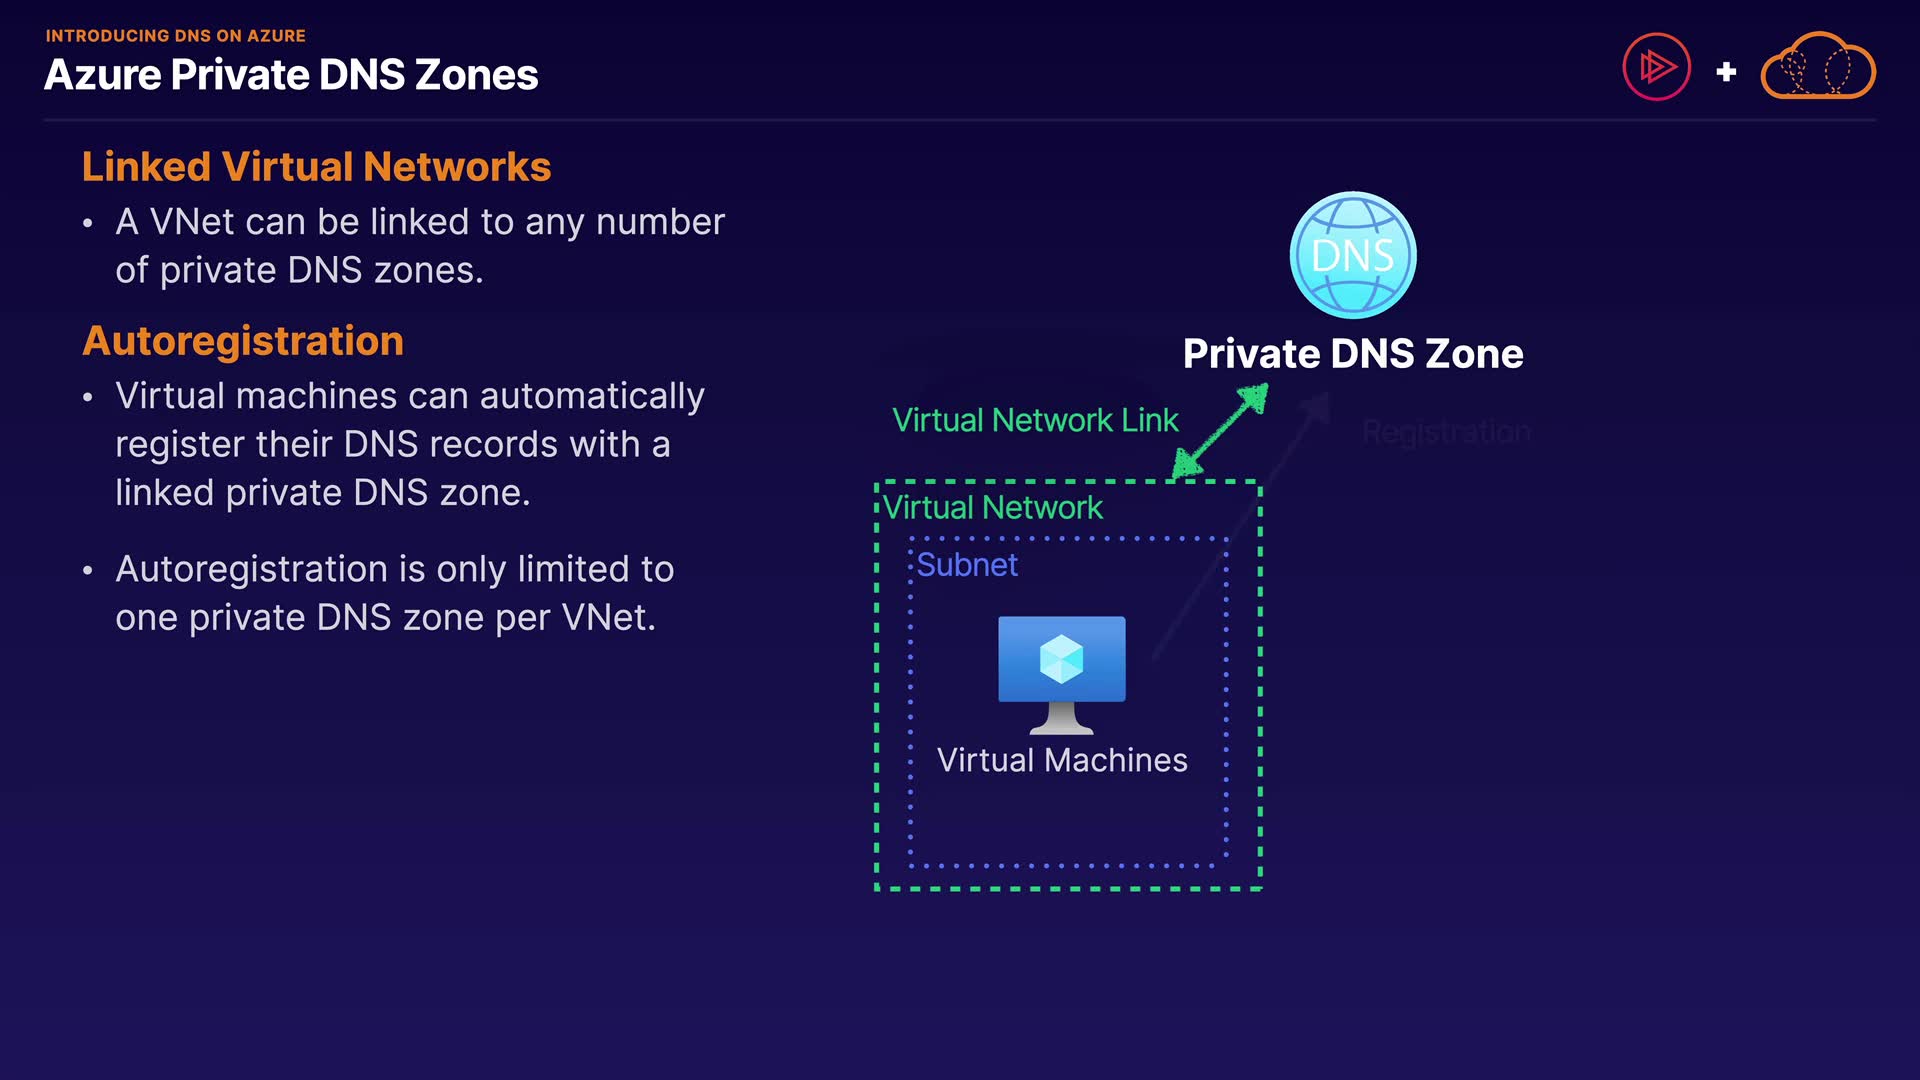 INTRODUCING DNS ON AZURE
Azure Private DNS Zones
Linked Virtual Networks
• A VNet can be linked to any number
of private DNS zones.
Autoregistration
• Virtual machines can automatically
register their DNS records with a
linked private DNS zone.
• Autoregistration is only limited to
one private DNS zone per VNet.
DNS
Private DNS Zone
Virtual Network Link
Registration
Virtual Network
Subnet
Virtual Machines